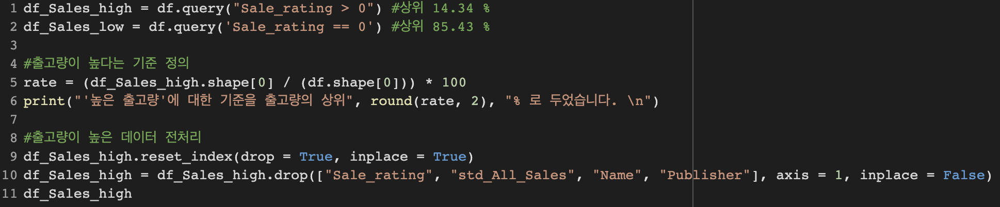 1 df_Sales_high = df.query("Sale_rating > 0") #상위 14.34 %
2 df_Sales_low = df.query('Sale_rating == 0') #상위 85.43 %
3
4 #출고량이 높다는 기준 정의
5 rate = (df_Sales_high.shape[0] / (df.shape[0])) * 100
6 print("'높은 출고량'에 대한 기준을 출고량의 상위", round(rate, 2), "% 로 두었습니다. \n")
7
8 #출고량이 높은 데이터 전처리
9 df_Sales_high.reset_index(drop = True, inplace = True)
10 df_Sales_high = df_Sales_high.drop(["Sale_rating", "std_All_Sales", "Name", "Publisher"], axis = 1, inplace = False)
11 df_Sales_high